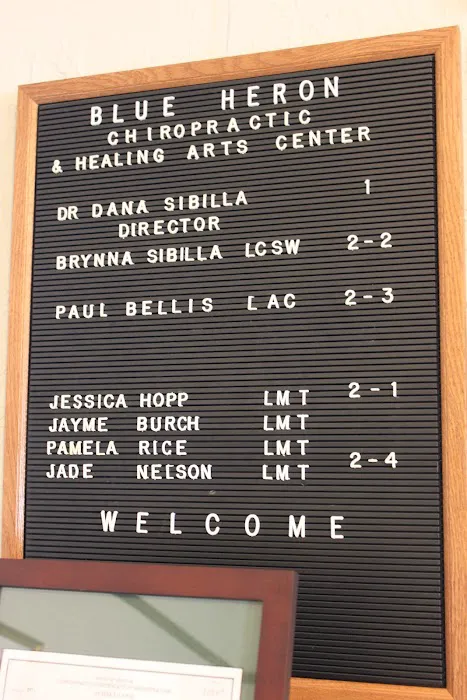 BLUE HERON
CHIROPRACTIC
& HEALING ARTS CENTER
DR DANA SIBILLA 1
DIRECTOR
BRYNNA SIBILLA LCSW 2-2
PAUL BELLIS LAC 2-3
2-1
JESSICA HOPP LMT
JAYME BURCH LMT
PAMELA RICE LMT
JADE NELSON LMT 2-4
WELCOME